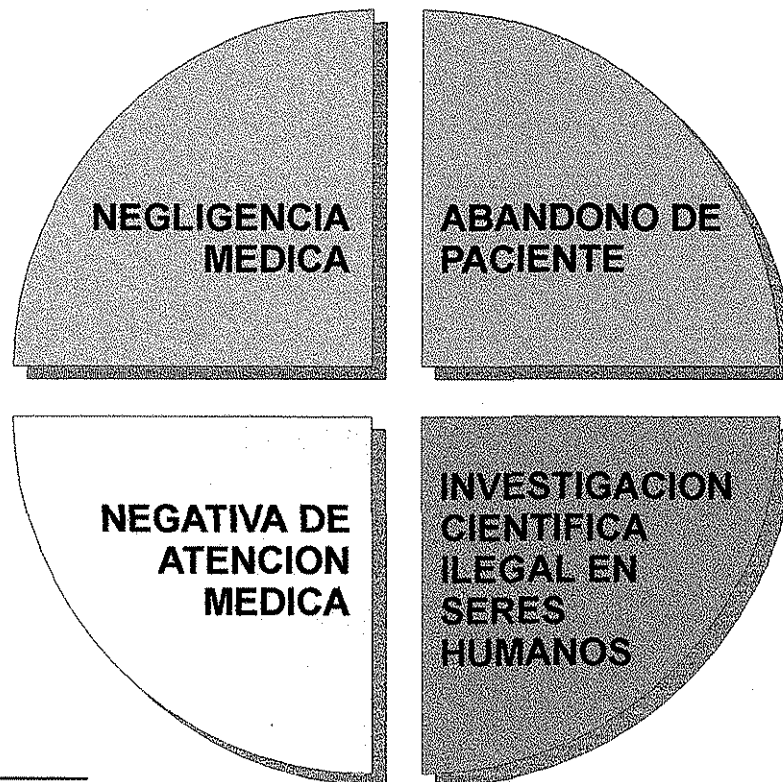 NEGLIGENCIA
MEDICA
ABANDONO DE
PACIENTE
NEGATIVA DE
ATENCION
MEDICA
INVESTIGACION
CIENTIFICA
ILEGAL EN
SERES
HUMANOS